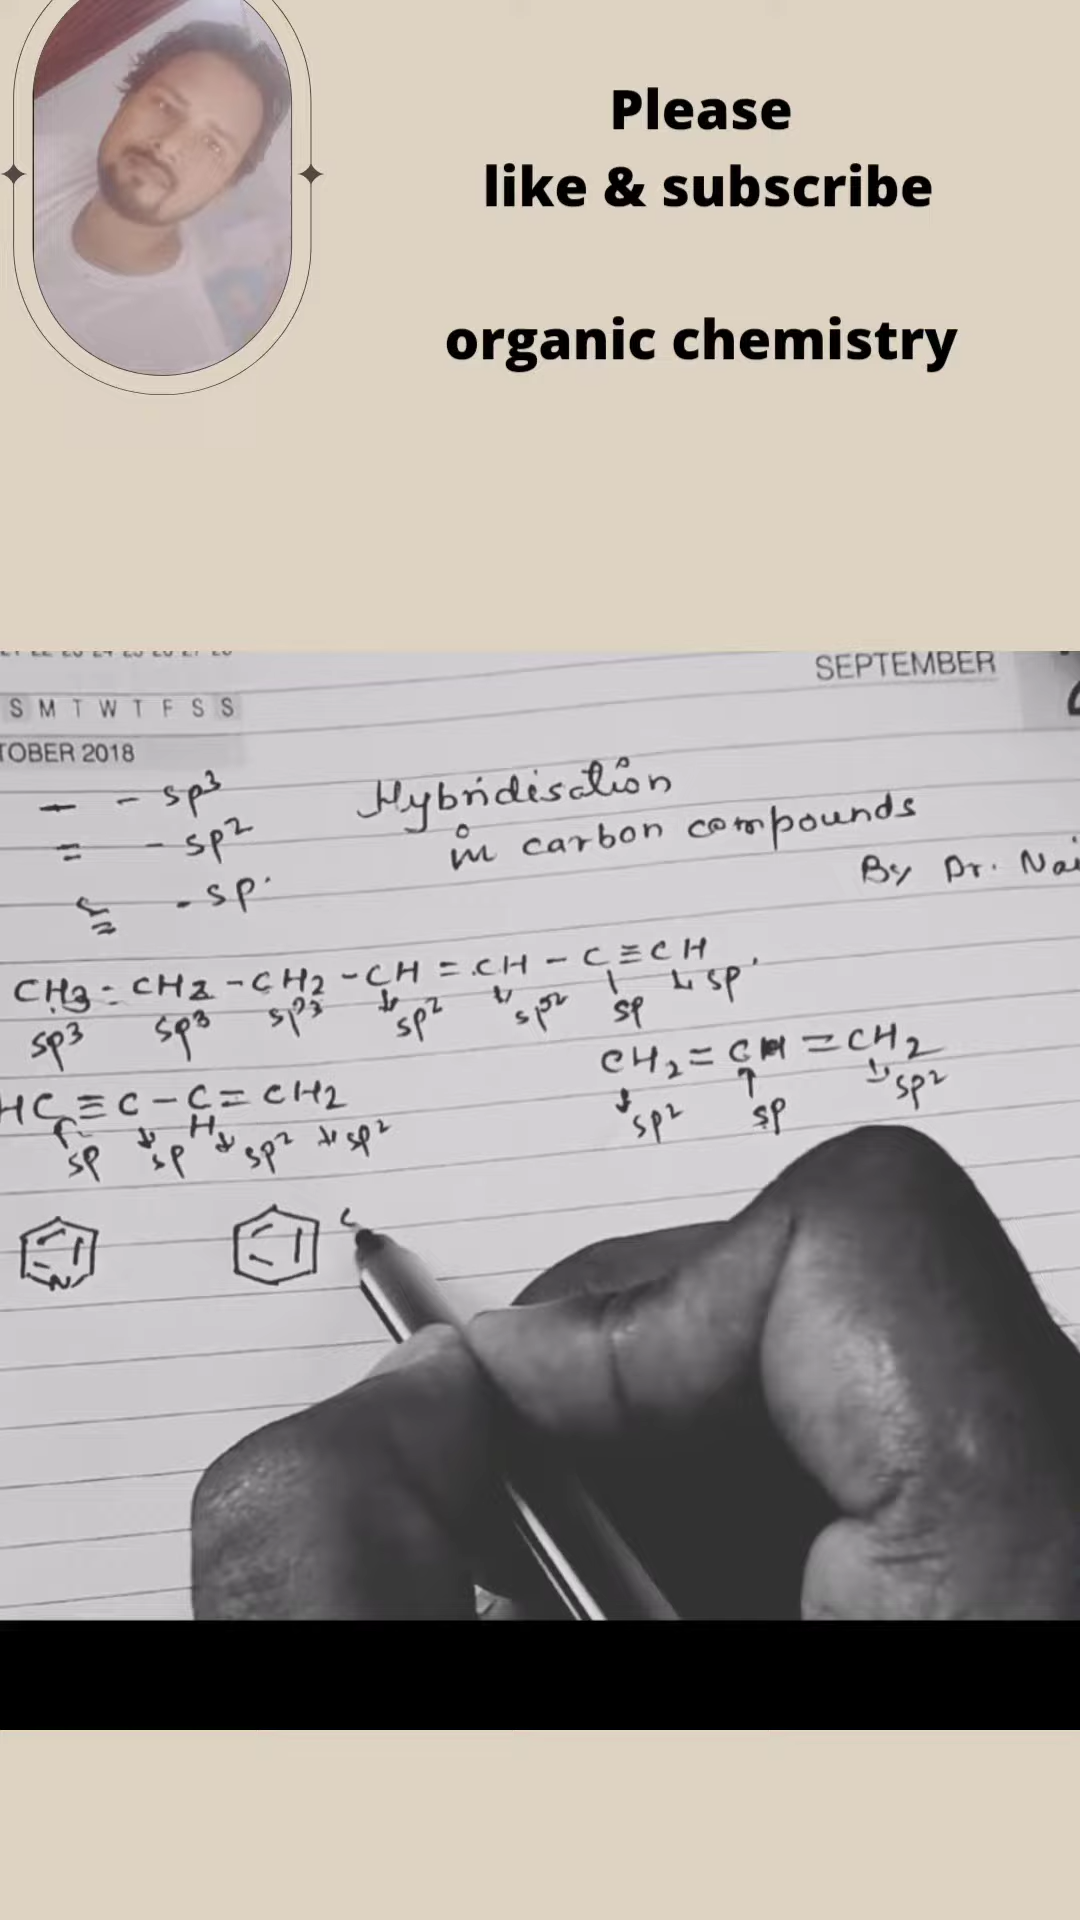 Please
like & subscribe
organic chemistry
SEPTEMBER
S M T W T F S S
TOBER 2018
— - sp³
= - sp²
≡ - sp.
Hybridisation
in carbon compounds
By Dr. Nai
CH3 - CH2 - CH2 - CH = CH - C ≡ CH
sp3 sp3 sp3 sp2 sp2 sp sp.
CH2 = C = CH2
sp2 sp sp2
HC ≡ C - C = CH2
H
sp sp sp2 sp2
N